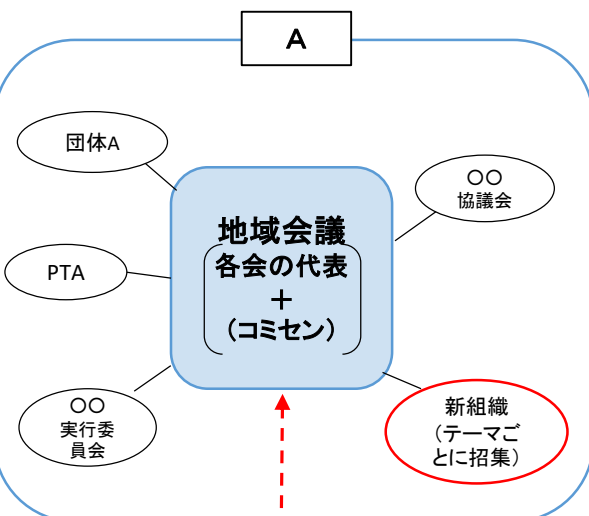 A
団体A
〇〇
協議会
地域会議
各会の代表
＋
(コミセン)
PTA
〇〇
実行委
員会
新組織
(テーマご
とに招集)